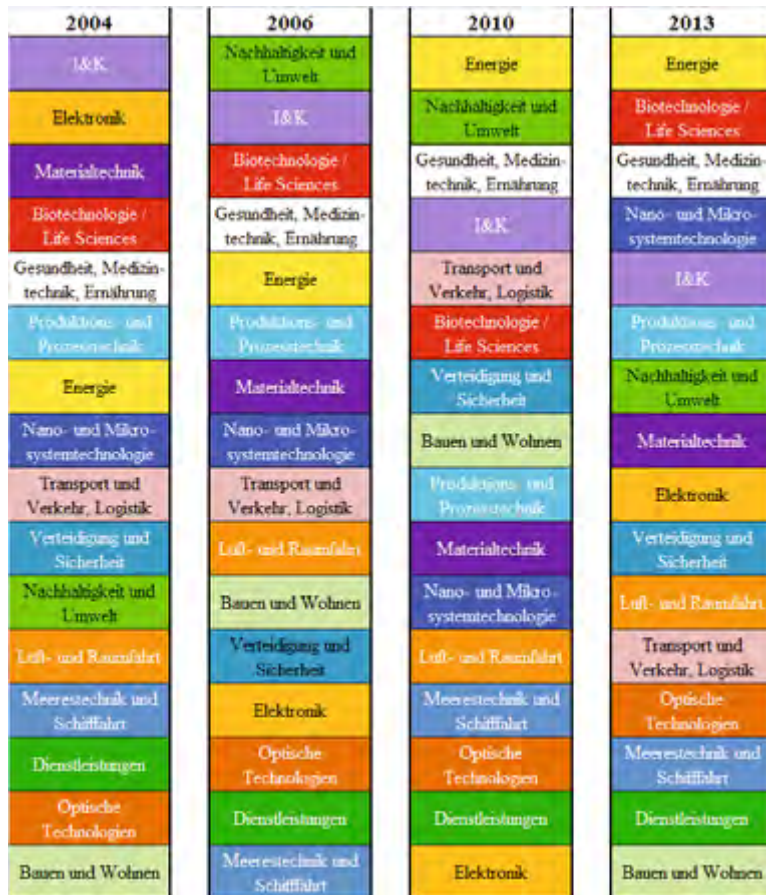 2004
I&K
Elektronik
Materialtechnik
Biotechnologie /
Life Sciences
Gesundheit, Medizin-
technik, Ernährung
Produktions- und
Prozesstechnik
Energie
Nano- und Mikro-
systemtechnologie
Transport und
Verkehr, Logistik
Verteidigung und
Sicherheit
Nachhaltigkeit und
Umwelt
Luft- und Raumfahrt
Meerestechnik und
Schifffahrt
Dienstleistungen
Optische
Technologien
Bauen und Wohnen
2006
Nachhaltigkeit und
Umwelt
I&K
Biotechnologie /
Life Sciences
Gesundheit, Medizin-
technik, Ernährung
Energie
Produktions- und
Prozesstechnik
Materialtechnik
Nano- und Mikro-
systemtechnologie
Transport und
Verkehr, Logistik
Luft- und Raumfahrt
Bauen und Wohnen
Verteidigung und
Sicherheit
Elektronik
Optische
Technologien
Dienstleistungen
Meerestechnik und
Schifffahrt
2010
Energie
Nachhaltigkeit und
Umwelt
Gesundheit, Medizin-
technik, Ernährung
I&K
Transport und
Verkehr, Logistik
Biotechnologie /
Life Sciences
Verteidigung und
Sicherheit
Bauen und Wohnen
Produktions- und
Prozesstechnik
Materialtechnik
Nano- und Mikro-
systemtechnologie
Luft- und Raumfahrt
Meerestechnik und
Schifffahrt
Optische
Technologien
Dienstleistungen
Elektronik
2013
Energie
Biotechnologie /
Life Sciences
Gesundheit, Medizin-
technik, Ernährung
Nano- und Mikro-
systemtechnologie
I&K
Produktions- und
Prozesstechnik
Nachhaltigkeit und
Umwelt
Materialtechnik
Elektronik
Verteidigung und
Sicherheit
Luft- und Raumfahrt
Transport und
Verkehr, Logistik
Optische
Technologien
Meerestechnik und
Schifffahrt
Dienstleistungen
Bauen und Wohnen